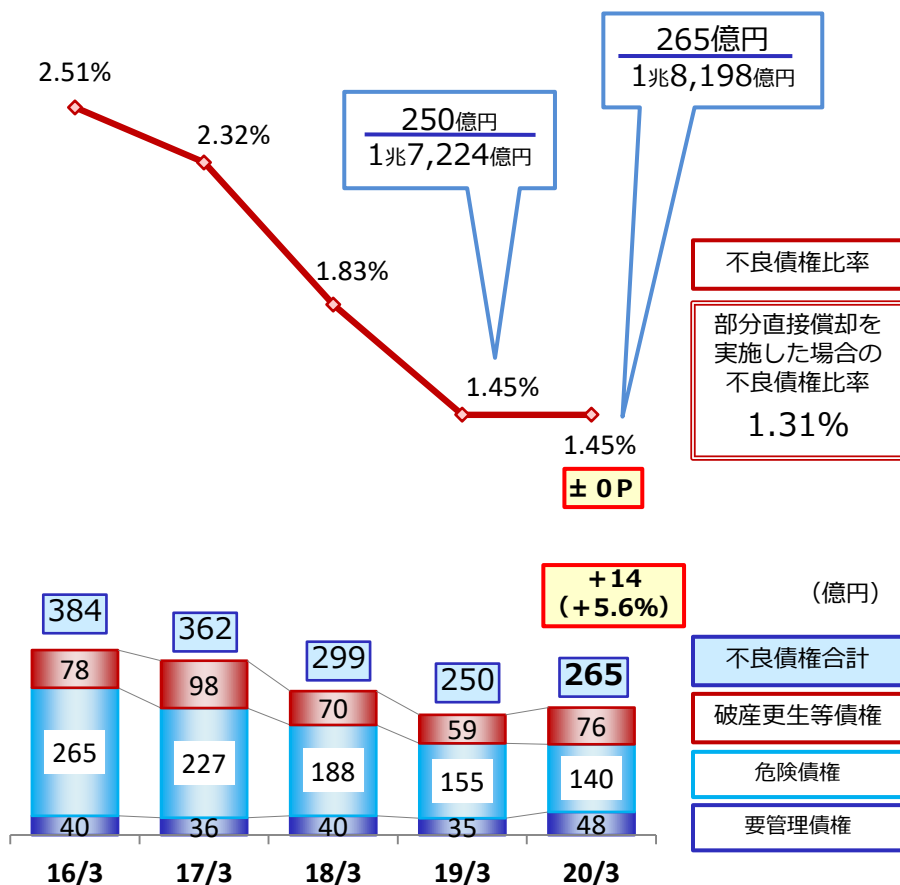 2.51%
2.32%
1.83%
1.45%
1.45%
±0P
250億円
1兆7,224億円
265億円
1兆8,198億円
不良債権比率
部分直接償却を
実施した場合の
不良債権比率
1.31%
+14
(+5.6%)
(億円)
384
362
299
250
265
不良債権合計
78
98
70
59
76
破産更生等債権
265
227
188
155
140
危険債権
40
36
40
35
48
要管理債権
16/3
17/3
18/3
19/3
20/3